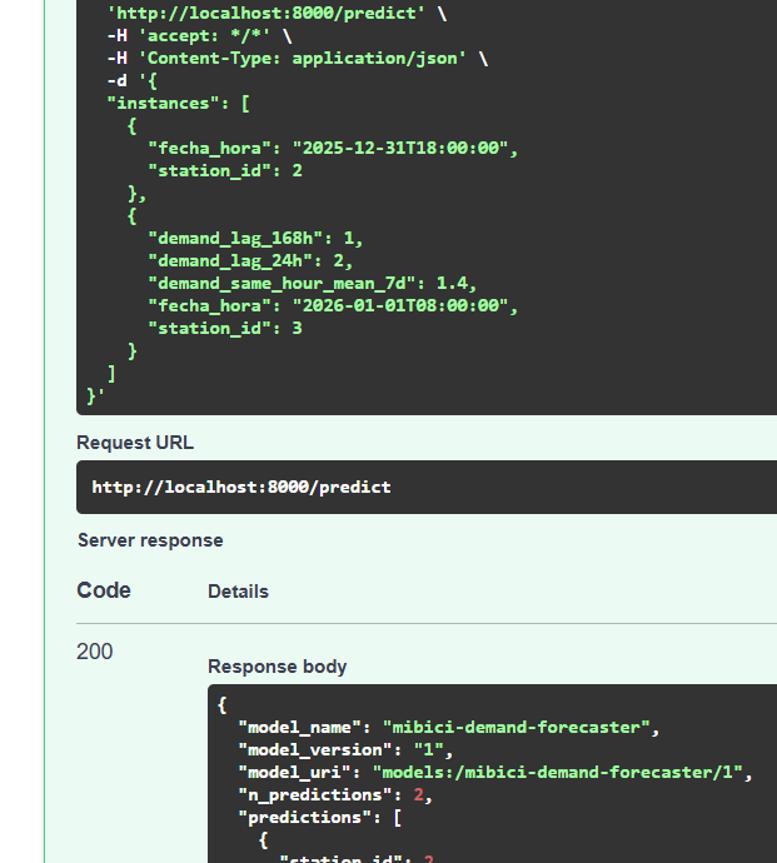 'http://localhost:8000/predict' \
-H 'accept: */*' \
-H 'Content-Type: application/json' \
-d '{
"instances": [
{
"fecha_hora": "2025-12-31T18:00:00",
"station_id": 2
},
{
"demand_lag_168h": 1,
"demand_lag_24h": 2,
"demand_same_hour_mean_7d": 1.4,
"fecha_hora": "2026-01-01T08:00:00",
"station_id": 3
}
]
}'
Request URL
http://localhost:8000/predict
Server response
Code Details
200
Response body
{
"model_name": "mibici-demand-forecaster",
"model_version": "1",
"model_uri": "models:/mibici-demand-forecaster/1",
"n_predictions": 2,
"predictions": [
{
"station_id": 2